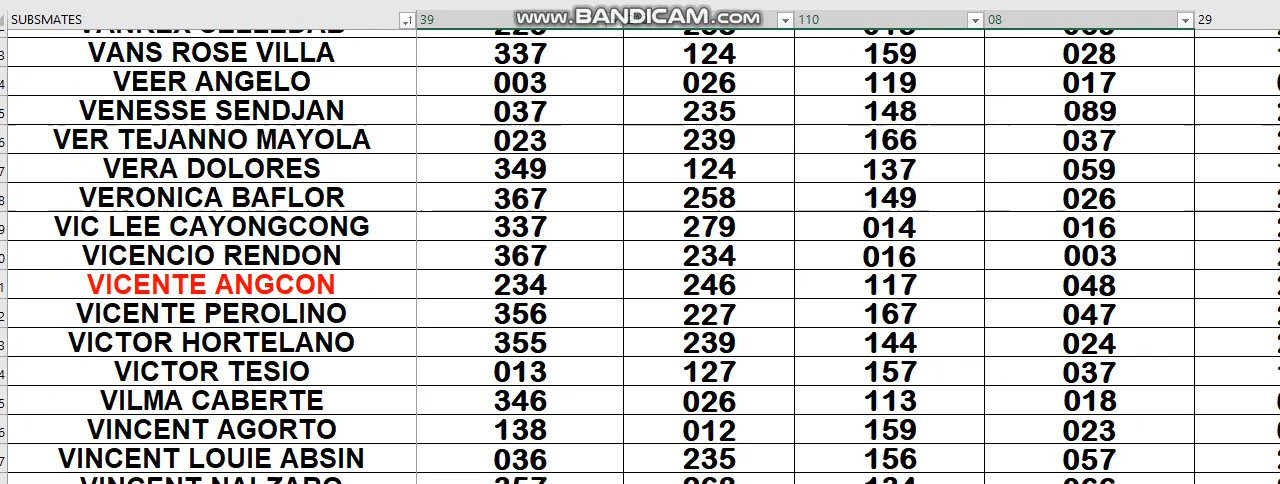 SUBSMATES 39 110 08 29
www.BANDICAM.com
VANS ROSE VILLA 337 124 159 028
VEER ANGELO 003 026 119 017
VENESSE SENDJAN 037 235 148 089
VER TEJANNO MAYOLA 023 239 166 037
VERA DOLORES 349 124 137 059
VERONICA BAFLOR 367 258 149 026
VIC LEE CAYONGCONG 337 279 014 016
VICENCIO RENDON 367 234 016 003
VICENTE ANGCON 234 246 117 048
VICENTE PEROLINO 356 227 167 047
VICTOR HORTELANO 355 239 144 024
VICTOR TESIO 013 127 157 037
VILMA CABERTE 346 026 113 018
VINCENT AGORTO 138 012 159 023
VINCENT LOUIE ABSIN 036 235 156 057